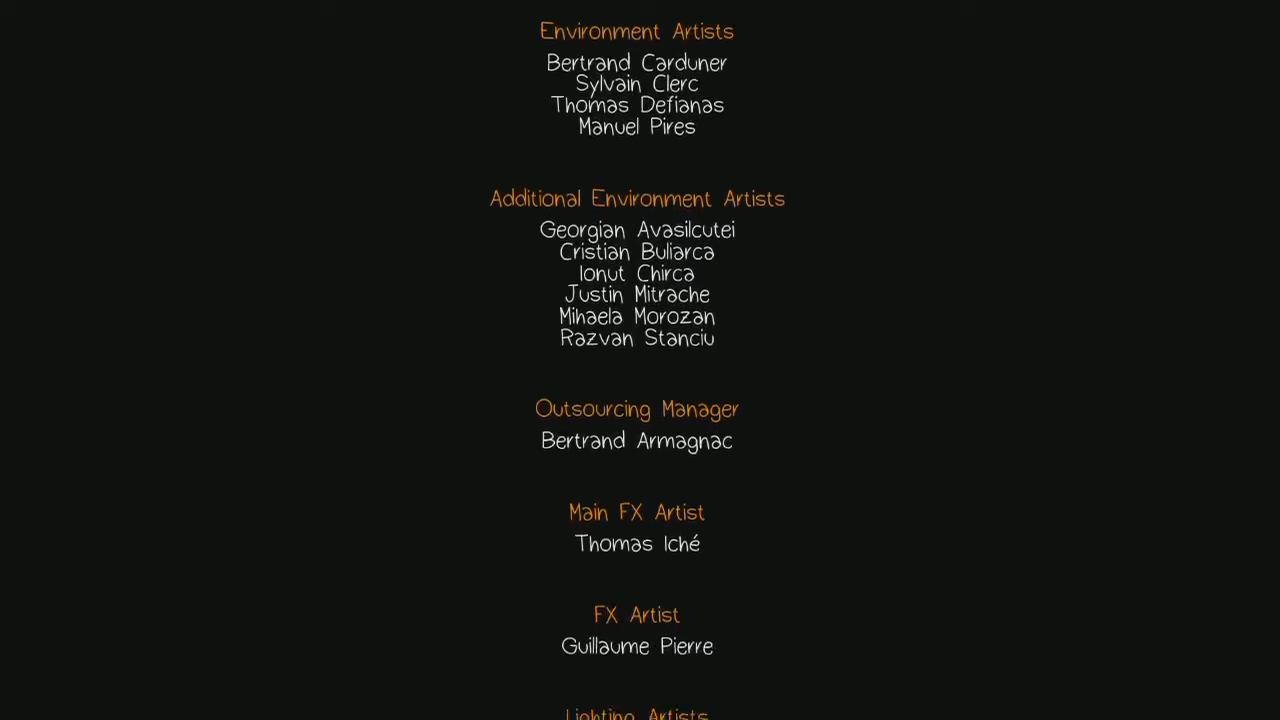 Environment Artists
Bertrand Carduner
Sylvain Clerc
Thomas Defianas
Manuel Pires
Additional Environment Artists
Georgian Avasilcutei
Cristian Buliarca
Ionut Chirca
Justin Mitrache
Mihaela Morozan
Razvan Stanciu
Outsourcing Manager
Bertrand Armagnac
Main FX Artist
Thomas Iché
FX Artist
Guillaume Pierre
Lighting Artists